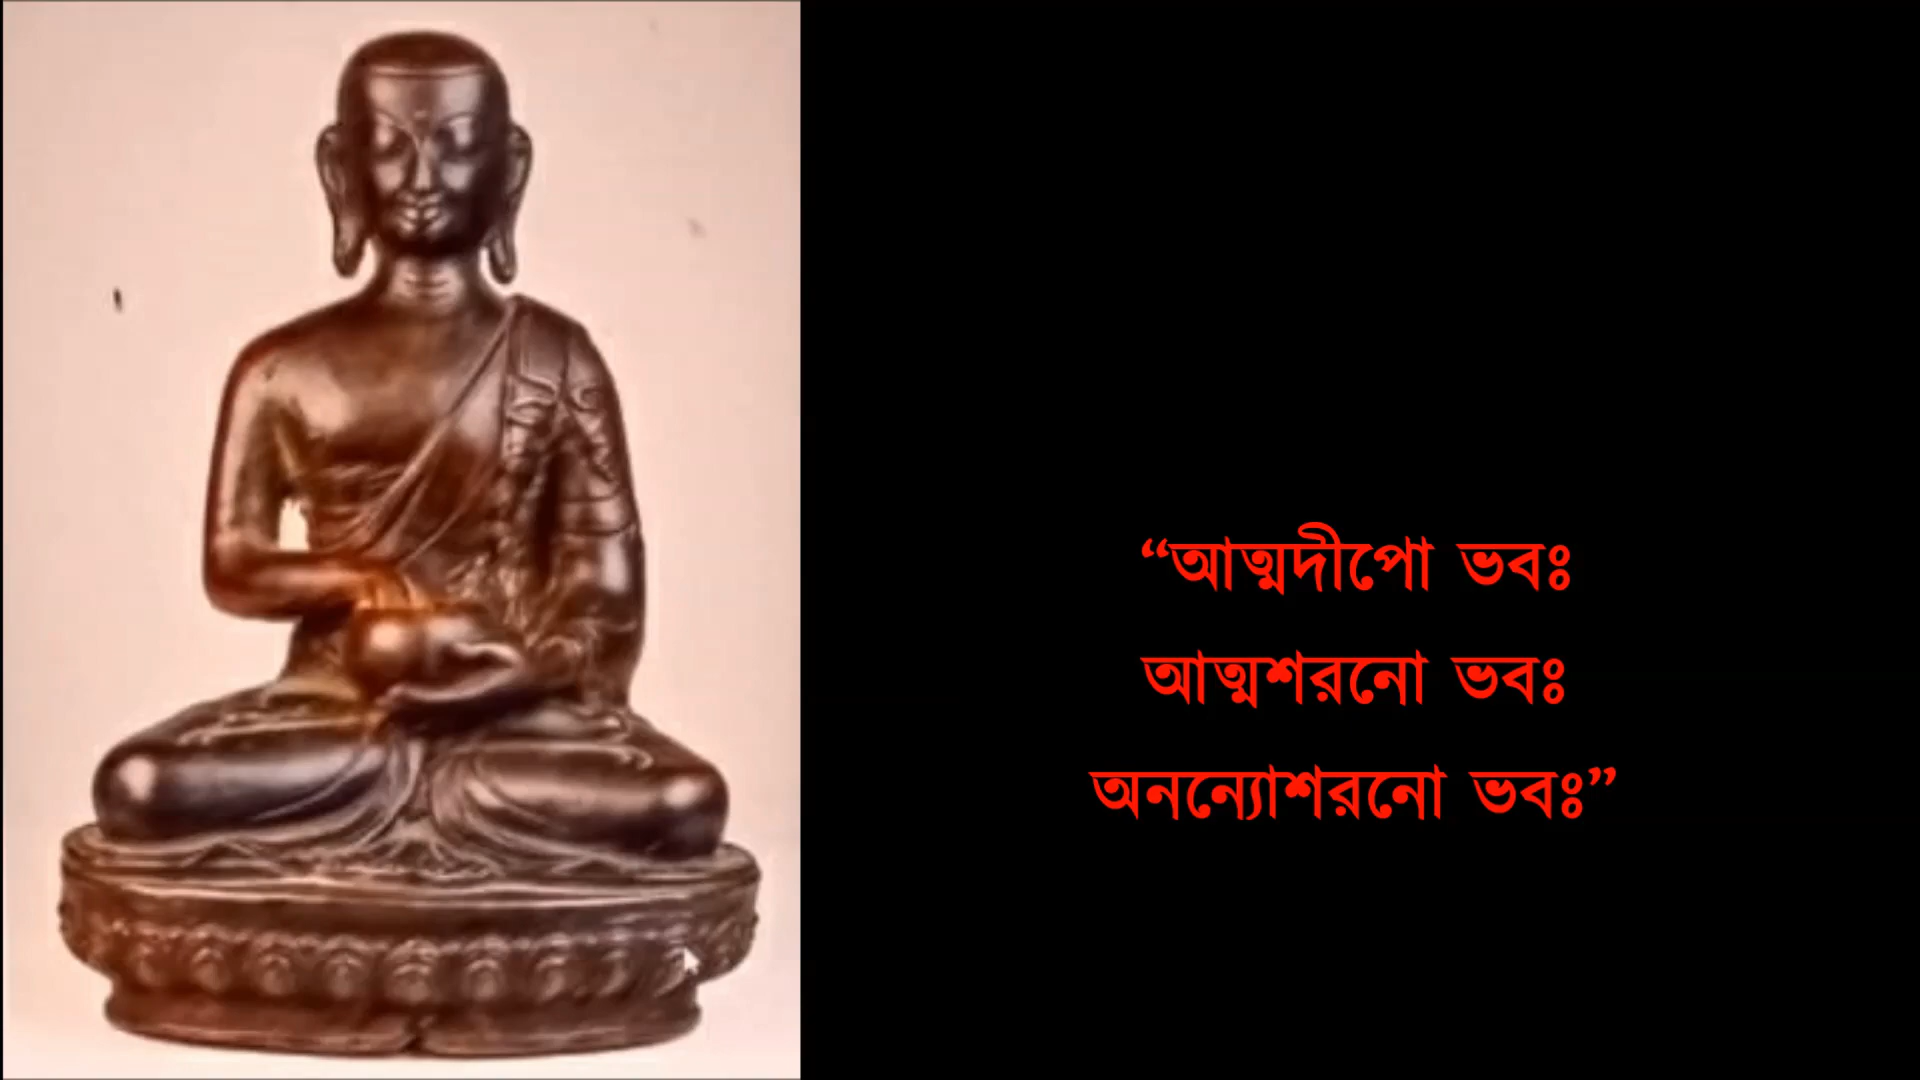 “আত্মদীপো ভবঃ
আত্মশরনো ভবঃ
অনন্যোশরনো ভবঃ”